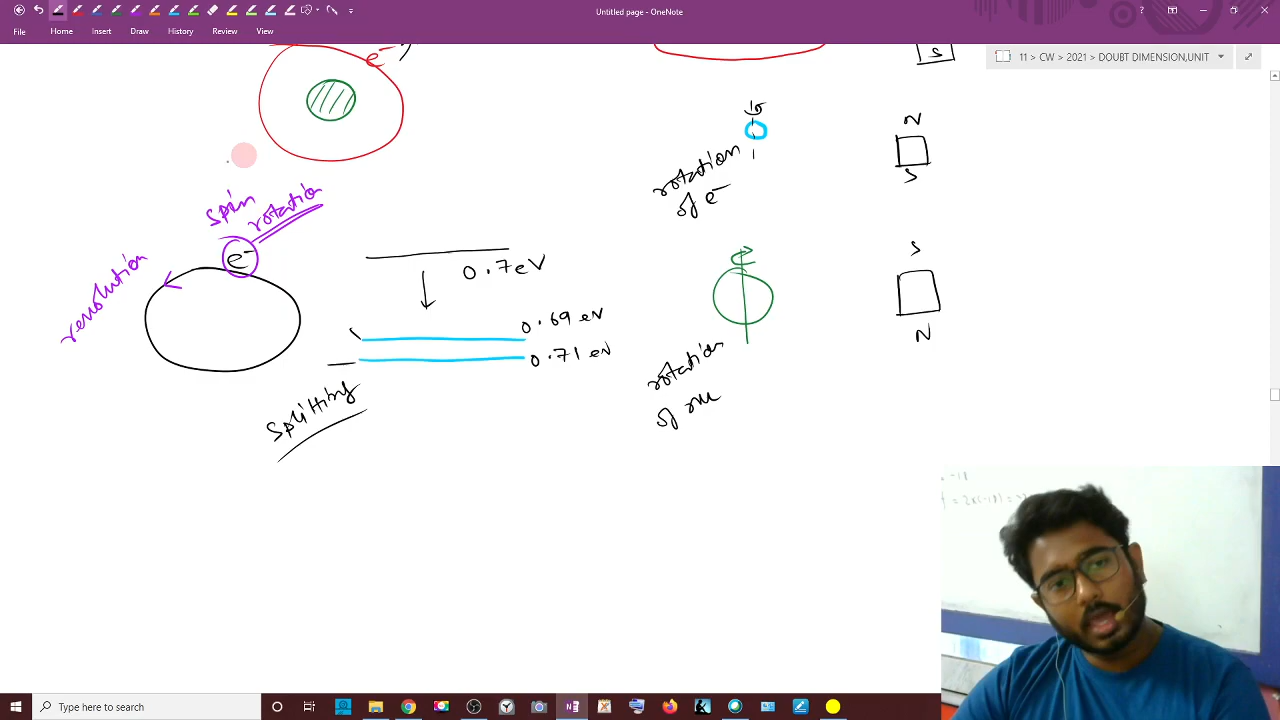 Untitled page - OneNote
File
Home
Insert
Draw
History
Review
View
11 > CW > 2021 > DOUBT DIMENSION,UNIT
e⁻
S
N
S
rotation
of e⁻
spin
rotation
e⁻
revolution
0.7eV
0.69 eV
0.71 eV
splitting
S
N
rotation
of nu
Type here to search